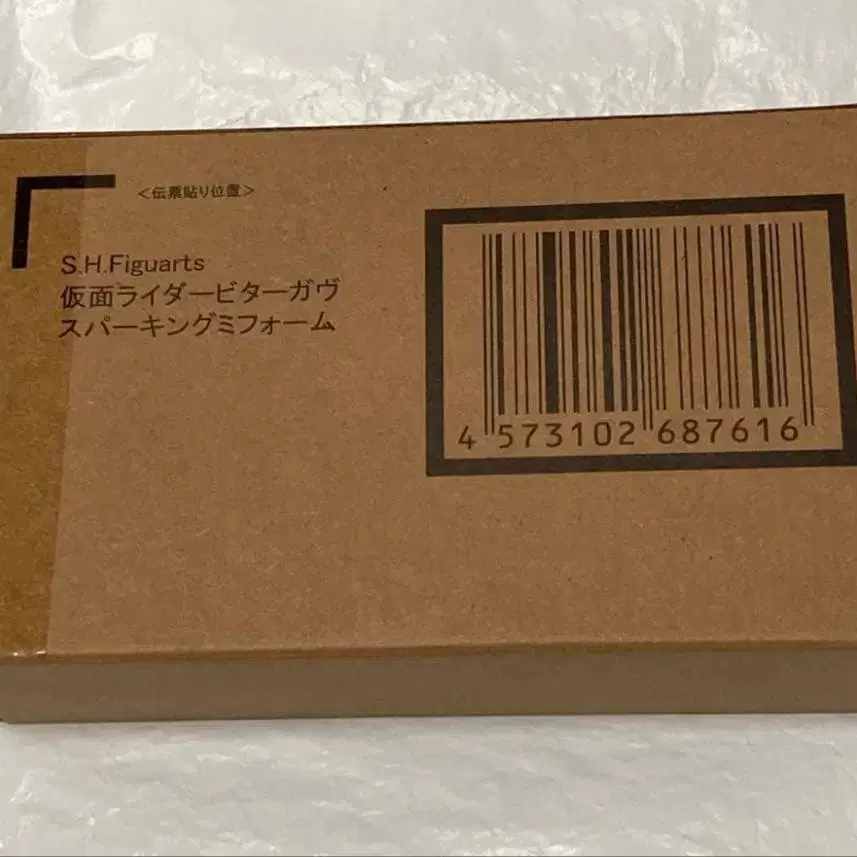 <伝票貼り位置>
S.H.Figuarts
仮面ライダービターガヴ
スパーキングミフォーム
4 573102 687616